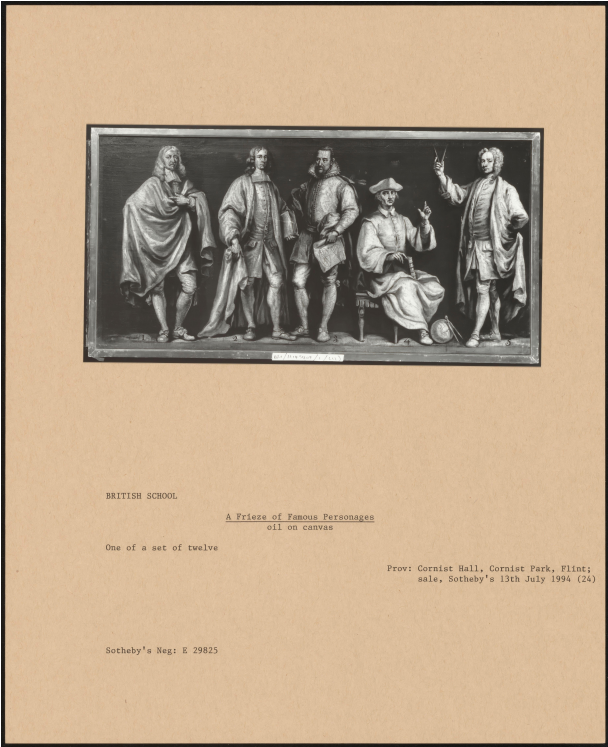 BRITISH SCHOOL
A Frieze of Famous Personages
oil on canvas
One of a set of twelve
Prov: Cornist Hall, Cornist Park, Flint;
sale, Sotheby's 13th July 1994 (24)
Sotheby's Neg: E 29825